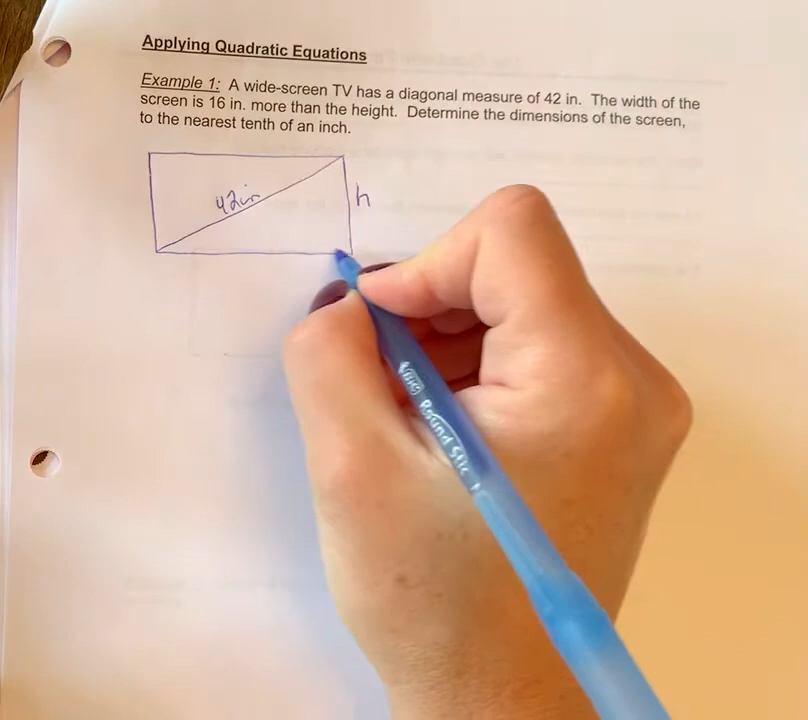 Applying Quadratic Equations
Example 1: A wide-screen TV has a diagonal measure of 42 in. The width of the
screen is 16 in. more than the height. Determine the dimensions of the screen,
to the nearest tenth of an inch.
42in
h
BIC Round Stic